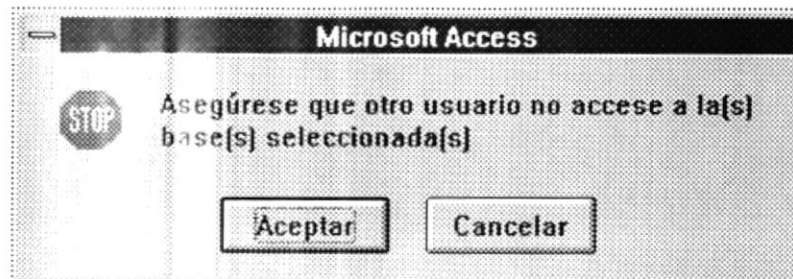 Microsoft Access
STOP
Asegúrese que otro usuario no accese a la(s)
base(s) seleccionada(s)
Aceptar
Cancelar